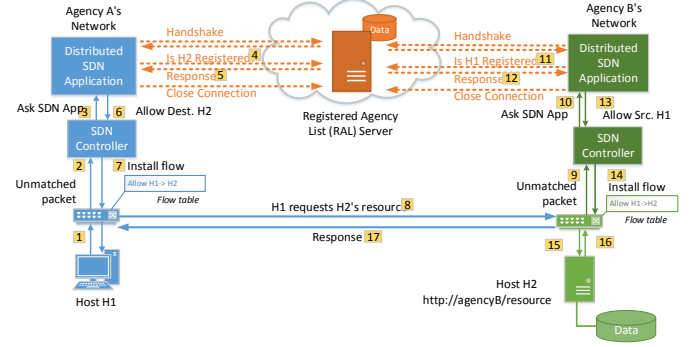 Agency A's
Network
Agency B's
Network
Distributed
SDN
Application
Handshake
Is H2 Registered 4
Response 5
Close Connection
Data
Registered Agency
List (RAL) Server
Handshake
Is H1 Registered 11
Response 12
Close Connection
Distributed
SDN
Application
Ask SDN App
3
6
Allow Dest. H2
10
13
Ask SDN App
Allow Src. H1
SDN
Controller
SDN
Controller
2
7
Install flow
Unmatched
packet
Allow H1-> H2
Flow table
9
14
Install flow
Unmatched
packet
Allow H1->H2
Flow table
H1 requests H2's resourc 8
Response 17
1
15
16
Host H1
Host H2
http://agencyB/resource
Data